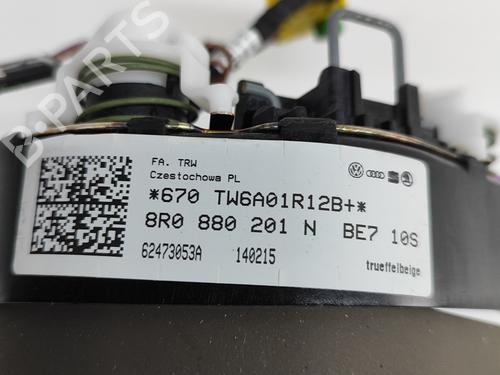 B-PARTS
FA. TRW
Czestochowa PL
*670 TW6A01R12B+*
8R0 880 201 N BE7 10S
62473053A 140215
trueffelbeige